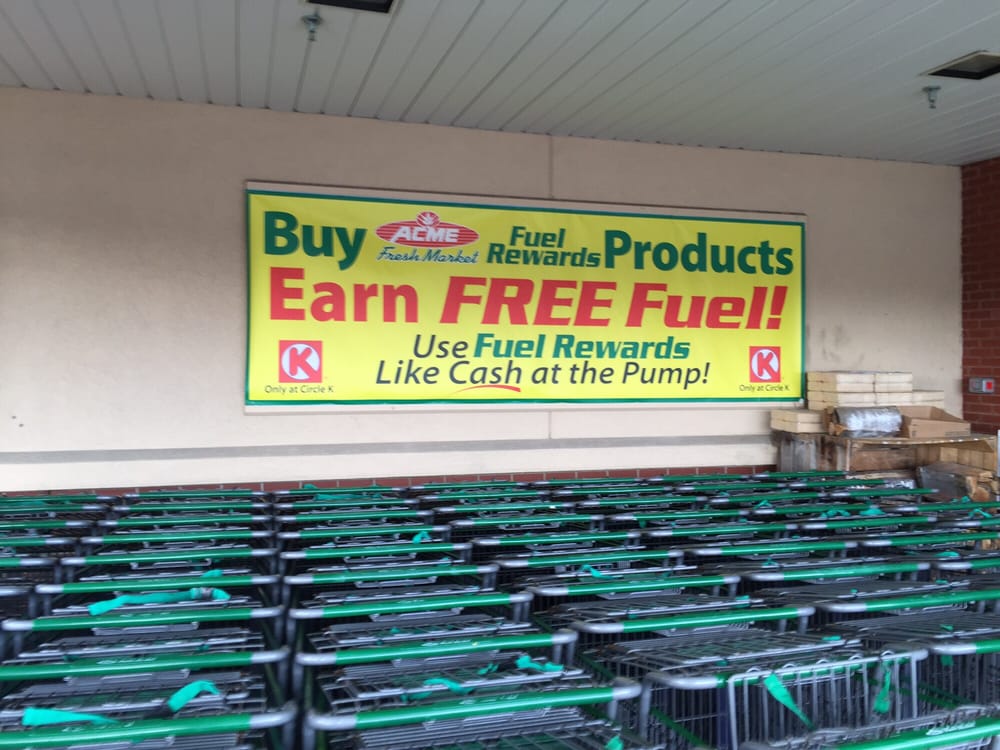 Buy ACME Fresh Market Fuel Rewards Products
Earn FREE Fuel!
Use Fuel Rewards
Like Cash at the Pump!
K
Only at Circle K
K
Only at Circle K